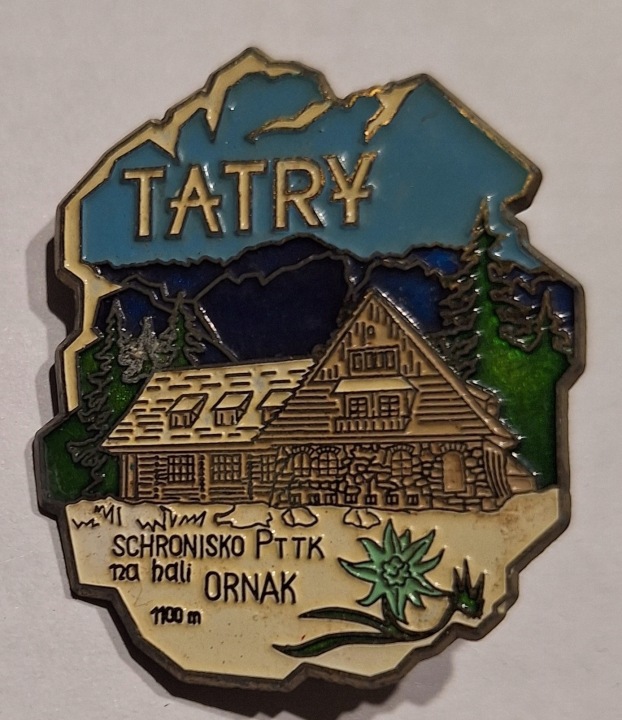 TATRY
SCHRONISKO PTTK
na hali ORNAK
1100 m